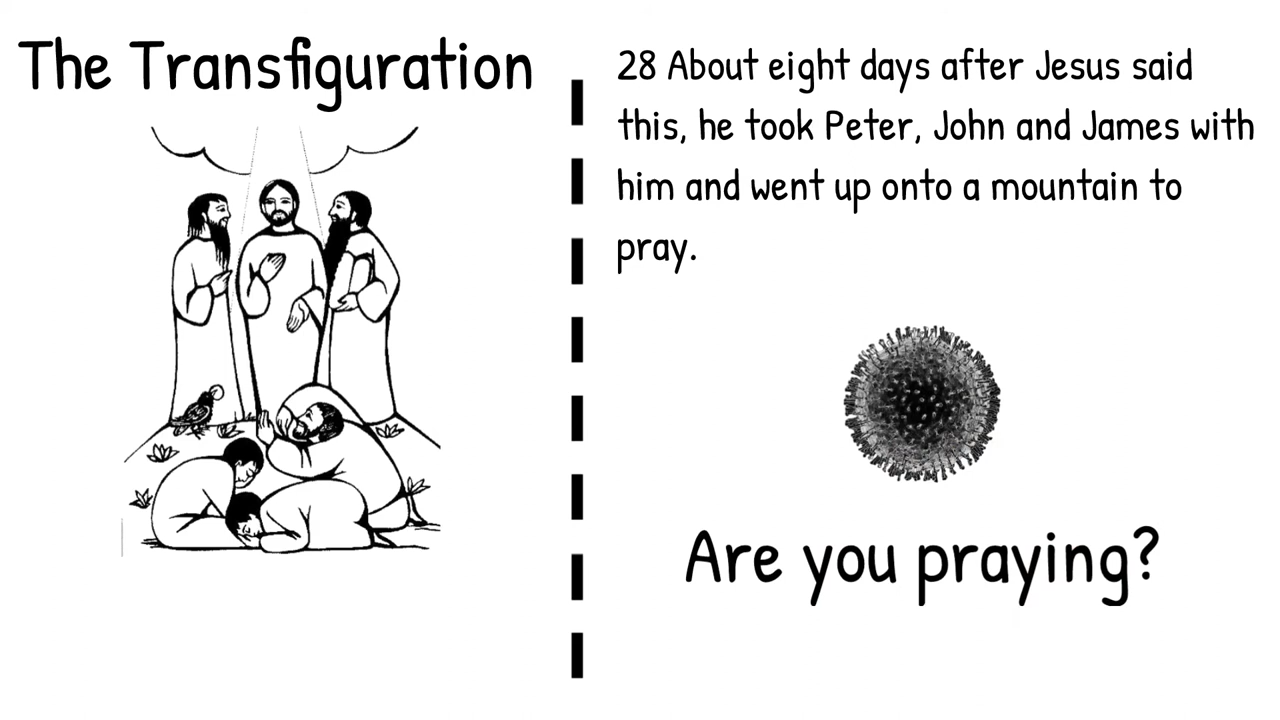 The Transfiguration
28 About eight days after Jesus said
this, he took Peter, John and James with
him and went up onto a mountain to
pray.
Are you praying?